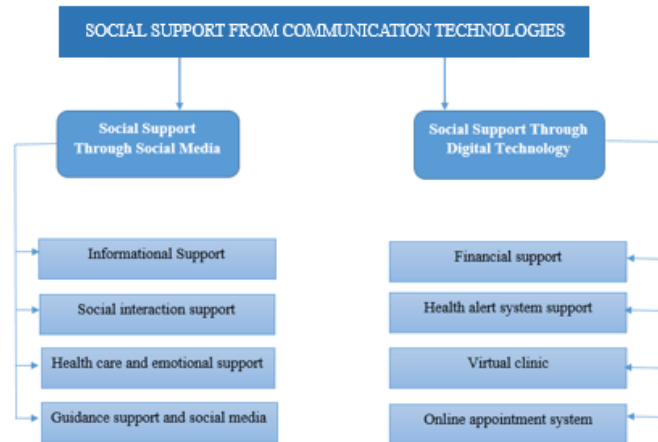 SOCIAL SUPPORT FROM COMMUNICATION TECHNOLOGIES
Social Support
Through Social Media
Social Support Through
Digital Technology
Informational Support
Social interaction support
Health care and emotional support
Guidance support and social media
Financial support
Health alert system support
Virtual clinic
Online appointment system